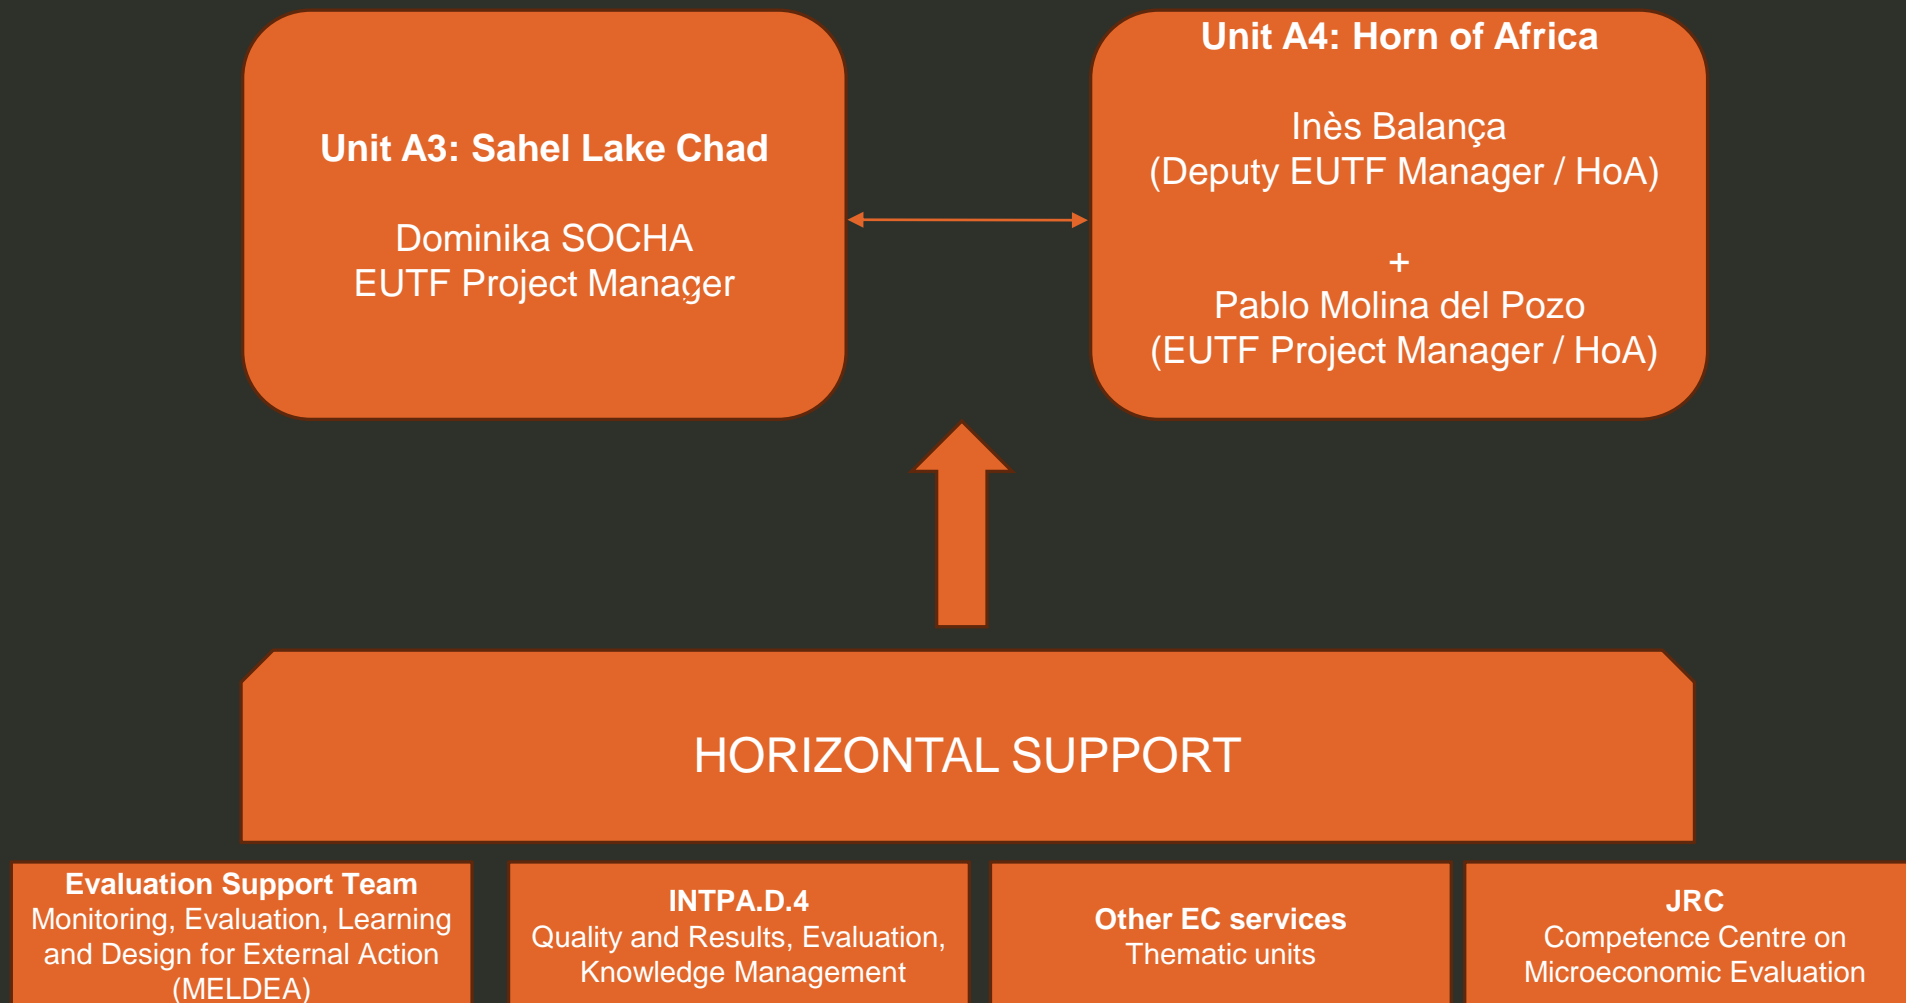 Unit A3: Sahel Lake Chad
Dominika SOCHA
EUTF Project Manager
Unit A4: Horn of Africa
Inès Balança
(Deputy EUTF Manager / HoA)
+
Pablo Molina del Pozo
(EUTF Project Manager / HoA)
HORIZONTAL SUPPORT
Evaluation Support Team
Monitoring, Evaluation, Learning
and Design for External Action
(MELDEA)
INTPA.D.4
Quality and Results, Evaluation,
Knowledge Management
Other EC services
Thematic units
JRC
Competence Centre on
Microeconomic Evaluation